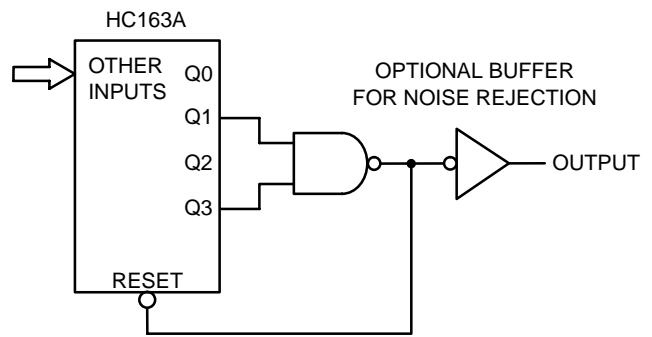 HC163A
OTHER
INPUTS
Q0
Q1
Q2
Q3
RESET
OPTIONAL BUFFER
FOR NOISE REJECTION
OUTPUT